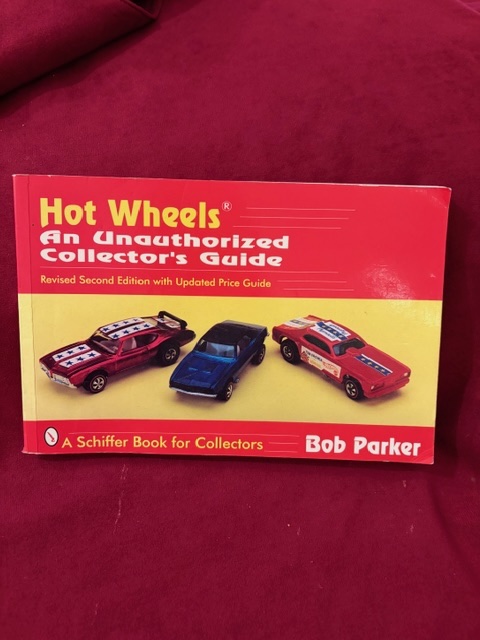 Hot Wheels®
An Unauthorized
Collector's Guide
Revised Second Edition with Updated Price Guide
A Schiffer Book for Collectors
Bob Parker